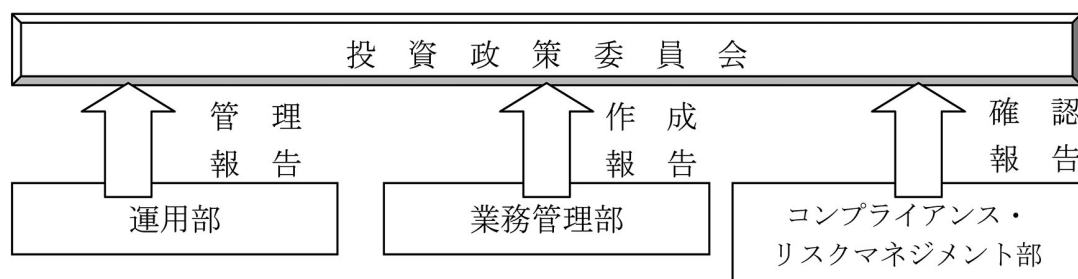 投資政策委員会
管理
報告
作成
報告
確認
報告
運用部
業務管理部
コンプライアンス・
リスクマネジメント部